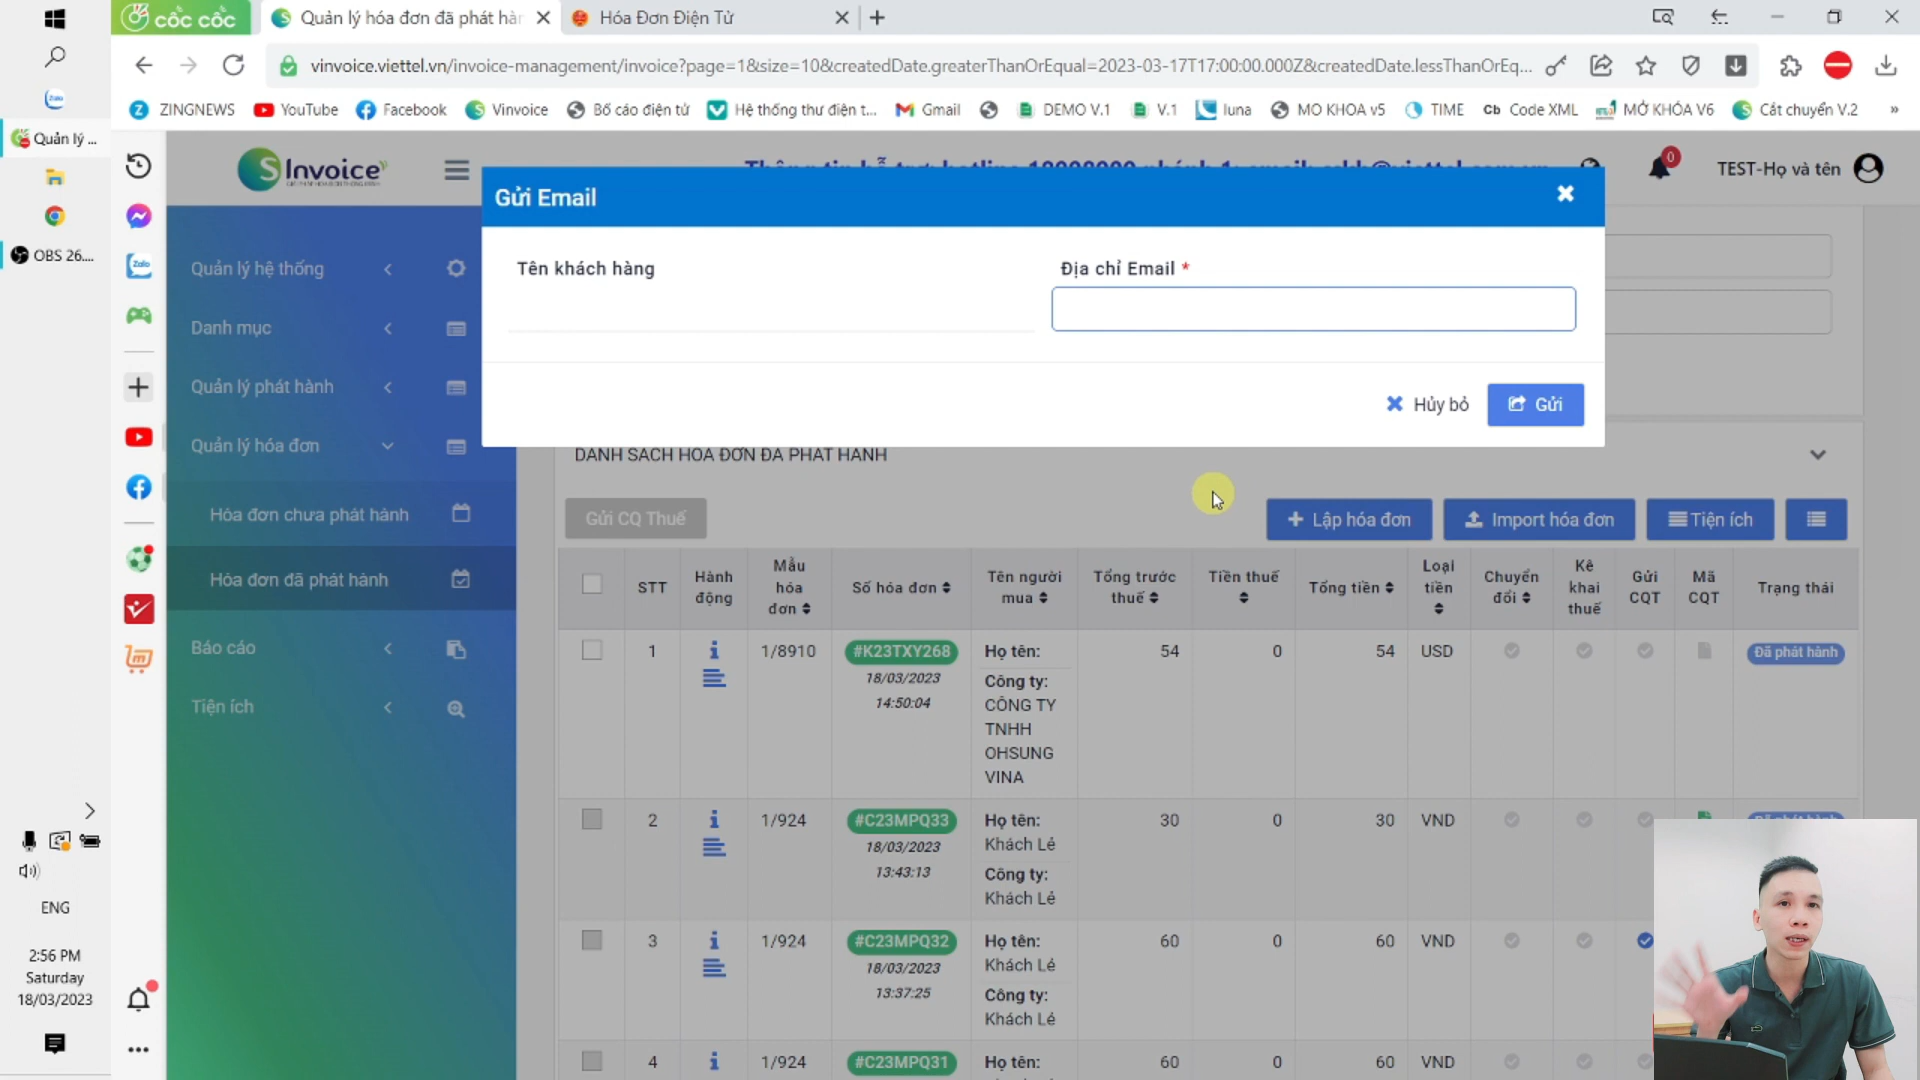 cốc cốc
Quản lý hóa đơn đã phát hàn
Hóa Đơn Điện Tử
vinvoice.viettel.vn/invoice-management/invoice?page=1&size=10&createdDate.greaterThanOrEqual=2023-03-17T17:00:00.000Z&createdDate.lessThanOrEq...
ZINGNEWS
YouTube
Facebook
Vinvoice
Bố cáo điện tử
Hệ thống thư điện t...
Gmail
DEMO V.1
V.1
luna
MO KHOA v5
TIME
Cb Code XML
MỞ KHÓA V6
Cắt chuyển V.2
»
Quản lý ...
OBS 26....
SInvoice
0
TEST-Họ và tên
Gửi Email
Tên khách hàng
Địa chỉ Email *
Hủy bỏ
Gửi
Zalo
Quản lý hệ thống
Danh mục
Quản lý phát hành
Quản lý hóa đơn
Hóa đơn chưa phát hành
Hóa đơn đã phát hành
Báo cáo
Tiện ích
DANH SÁCH HÓA ĐƠN ĐÃ PHÁT HÀNH
Gửi CQ Thuế
Lập hóa đơn
Import hóa đơn
Tiện ích
STT
Hành động
Mẫu hóa đơn
Số hóa đơn
Tên người mua
Tổng trước thuế
Tiền thuế
Tổng tiền
Loại tiền
Chuyển đổi
Kê khai thuế
Gửi CQT
Mã CQT
Trạng thái
1
1/8910
#K23TXY268
18/03/2023
14:50:04
Họ tên:
Công ty:
CÔNG TY
TNHH
OHSUNG
VINA
54
0
54
USD
Đã phát hành
2
1/924
#C23MPQ33
18/03/2023
13:43:13
Họ tên:
Khách Lẻ
Công ty:
Khách Lẻ
30
0
30
VND
Đã phát hành
3
1/924
#C23MPQ32
18/03/2023
13:37:25
Họ tên:
Khách Lẻ
Công ty:
Khách Lẻ
60
0
60
VND
4
1/924
#C23MPQ31
Họ tên:
60
0
60
VND
ENG
2:56 PM
Saturday
18/03/2023